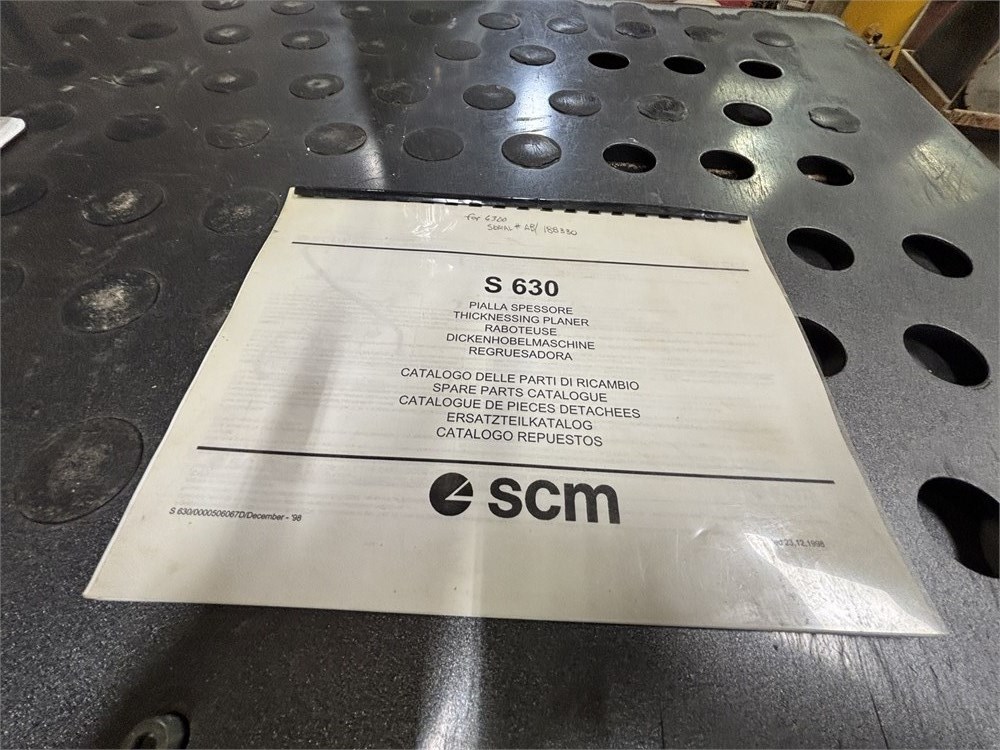 For S320
SERIAL # AB/ 188330
S 630
PIALLA SPESSORE
THICKNESSING PLANER
RABOTEUSE
DICKENHOBELMASCHINE
REGRUESADORA
CATALOGO DELLE PARTI DI RICAMBIO
SPARE PARTS CATALOGUE
CATALOGUE DE PIECES DETACHEES
ERSATZTEILKATALOG
CATALOGO REPUESTOS
scm
S 630/0000506067D/December - '98
23.12.1998